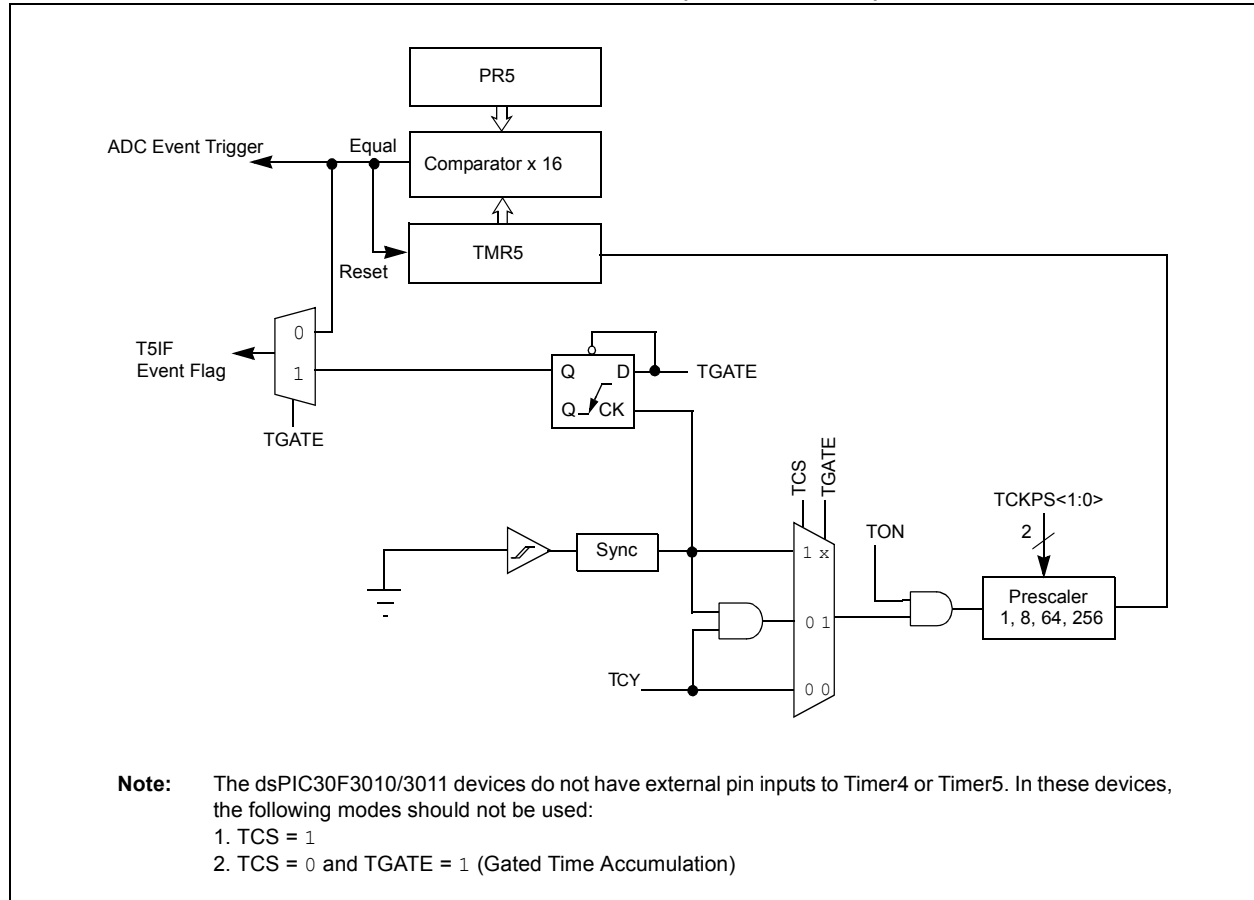 PR5
ADC Event Trigger
Equal
Comparator x 16
TMR5
Reset
0
T5IF
Event Flag
1
Q D
TGATE
Q CK
TGATE
TCS
TGATE
TCKPS<1:0>
2
TON
Sync
1 x
Prescaler
1, 8, 64, 256
0 1
TCY
0 0
Note: The dsPIC30F3010/3011 devices do not have external pin inputs to Timer4 or Timer5. In these devices,
the following modes should not be used:
1. TCS = 1
2. TCS = 0 and TGATE = 1 (Gated Time Accumulation)